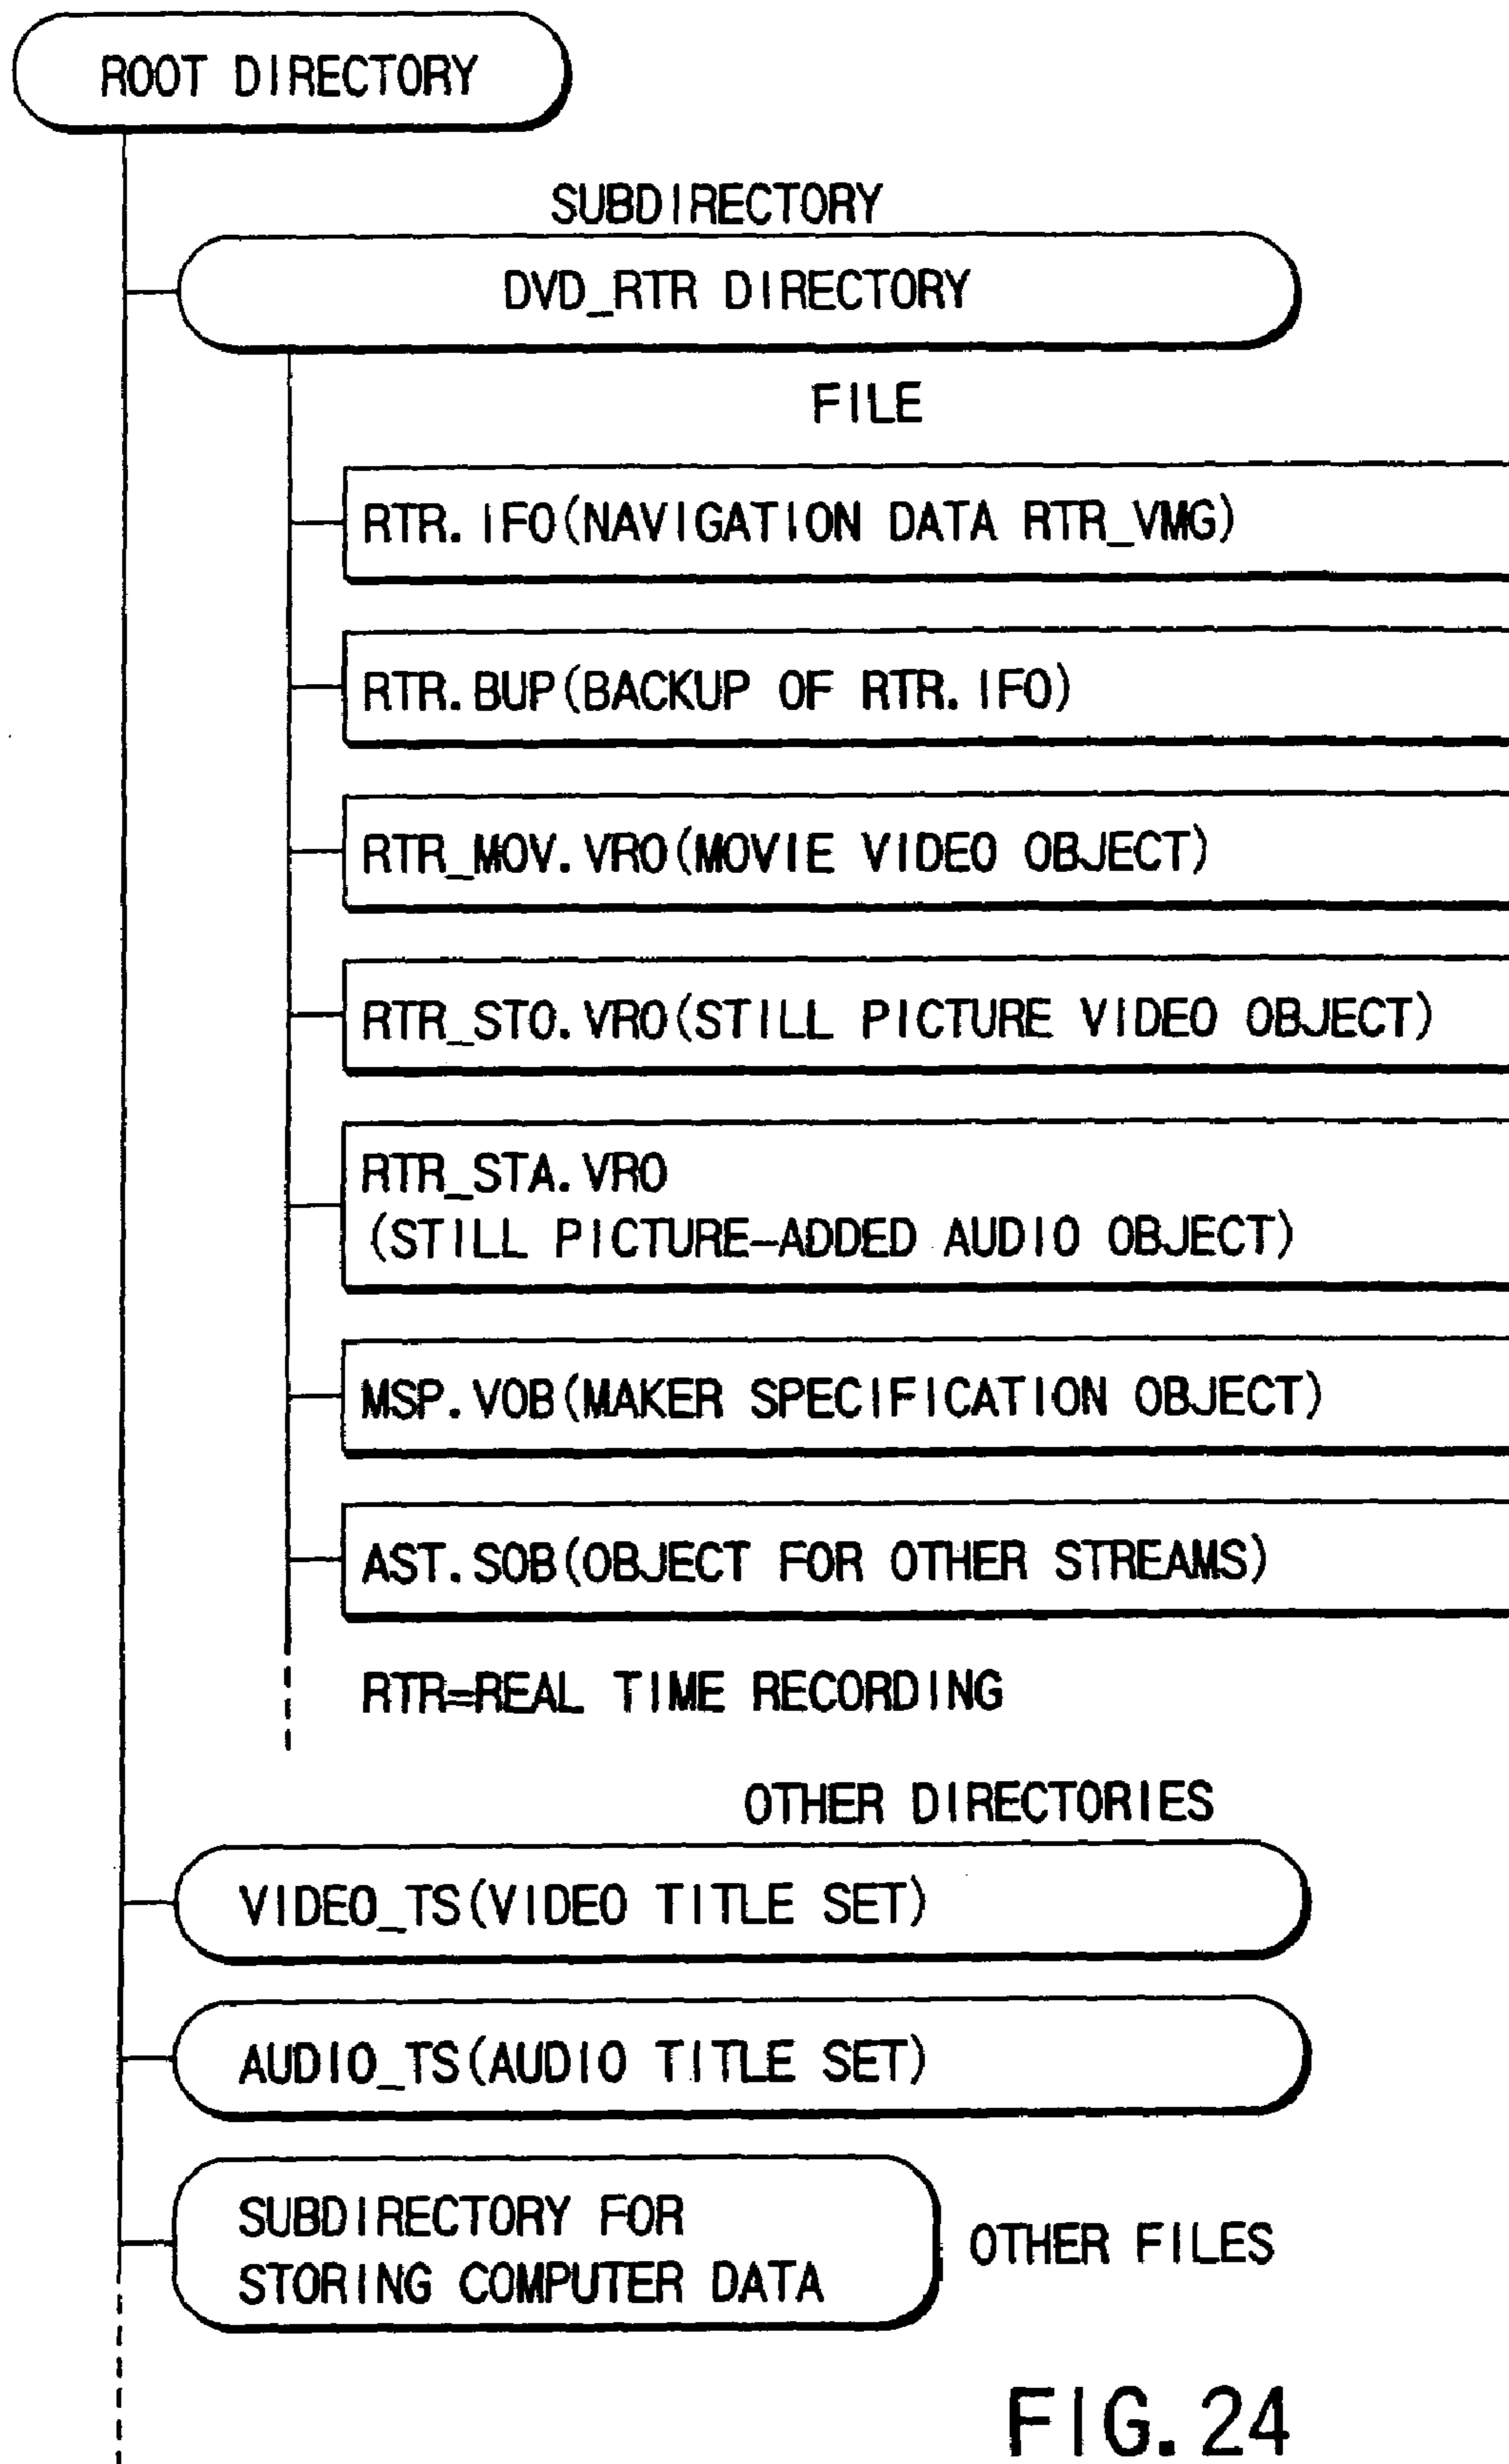 ROOT DIRECTORY
SUBDIRECTORY
DVD_RTR DIRECTORY
FILE
RTR.IFO(NAVIGATION DATA RTR_VMG)
RTR.BUP(BACKUP OF RTR.IFO)
RTR_MOV.VRO(MOVIE VIDEO OBJECT)
RTR_STO.VRO(STILL PICTURE VIDEO OBJECT)
RTR_STA.VRO
(STILL PICTURE-ADDED AUDIO OBJECT)
MSP.VOB(MAKER SPECIFICATION OBJECT)
AST.SOB(OBJECT FOR OTHER STREAMS)
RTR=REAL TIME RECORDING
OTHER DIRECTORIES
VIDEO_TS(VIDEO TITLE SET)
AUDIO_TS(AUDIO TITLE SET)
SUBDIRECTORY FOR
STORING COMPUTER DATA
OTHER FILES
FIG.24